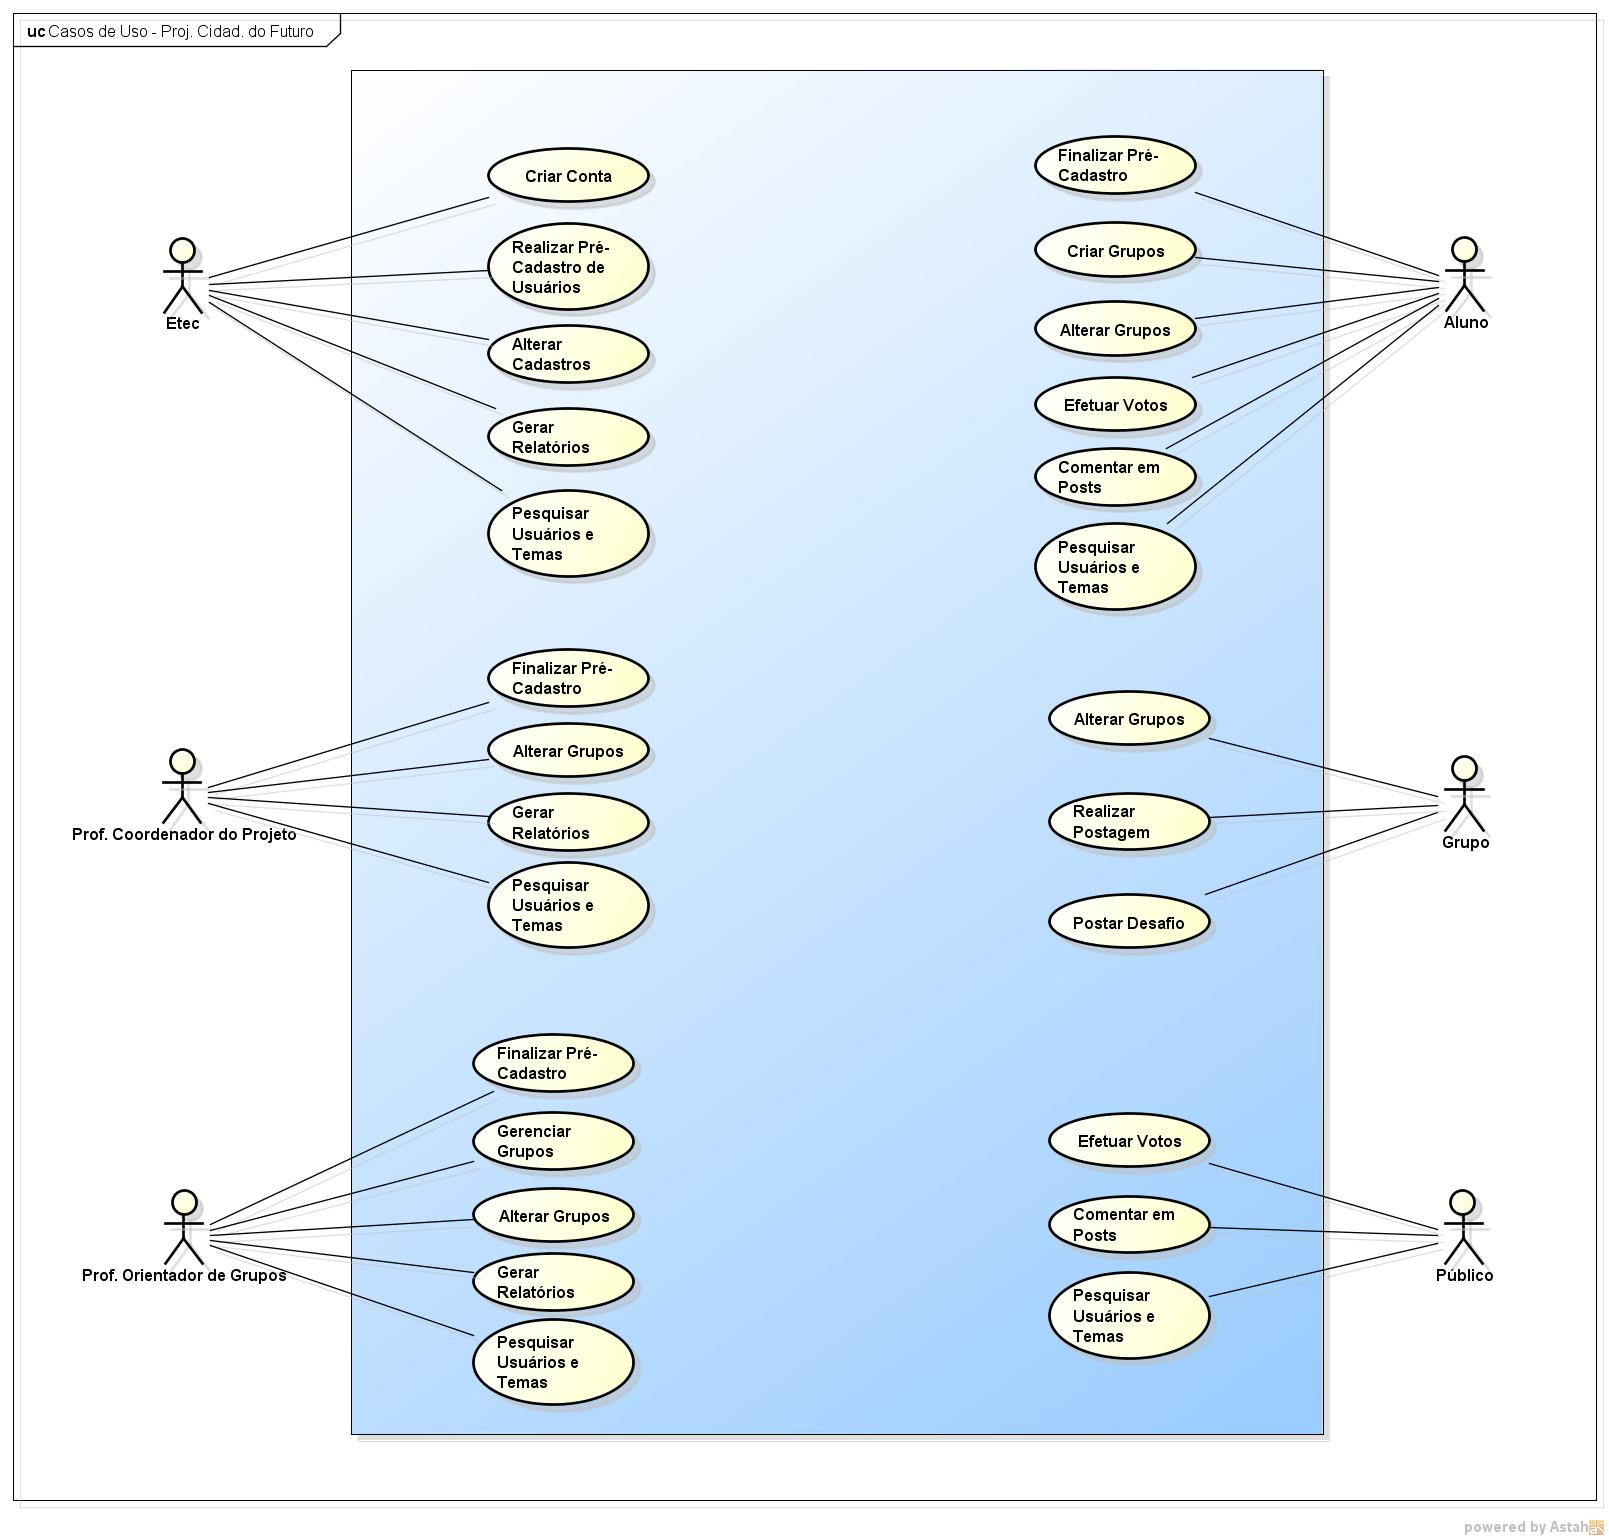 uc Casos de Uso - Proj. Cidad. do Futuro
Criar Conta
Realizar Pré-
Cadastro de
Usuários
Alterar
Cadastros
Gerar
Relatórios
Pesquisar
Usuários e
Temas
Etec
Finalizar Pré-
Cadastro
Criar Grupos
Alterar Grupos
Efetuar Votos
Comentar em
Posts
Pesquisar
Usuários e
Temas
Aluno
Finalizar Pré-
Cadastro
Alterar Grupos
Gerar
Relatórios
Pesquisar
Usuários e
Temas
Prof. Coordenador do Projeto
Alterar Grupos
Realizar
Postagem
Postar Desafio
Grupo
Finalizar Pré-
Cadastro
Gerenciar
Grupos
Alterar Grupos
Gerar
Relatórios
Pesquisar
Usuários e
Temas
Prof. Orientador de Grupos
Efetuar Votos
Comentar em
Posts
Pesquisar
Usuários e
Temas
Público
powered by Astah